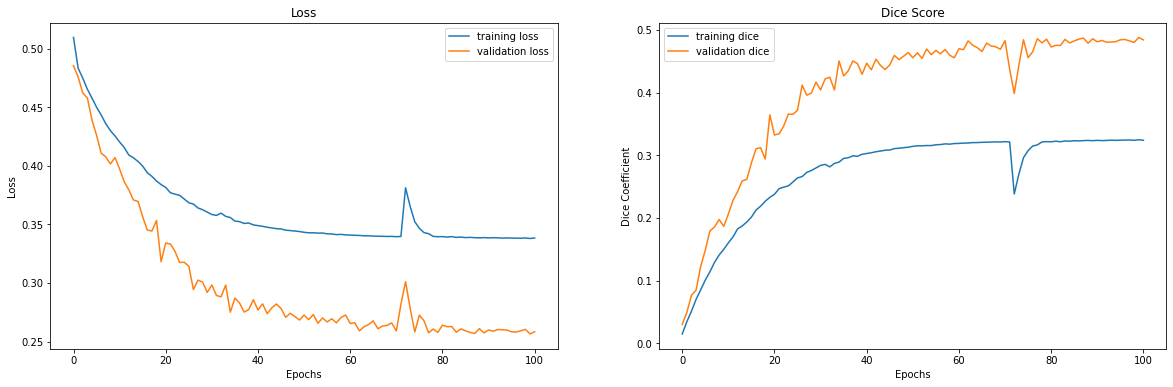 Loss
training loss
validation loss
0.50
0.45
0.40
0.35
0.30
0.25
Loss
0 20 40 60 80 100
Epochs
Dice Score
training dice
validation dice
0.5
0.4
0.3
0.2
0.1
0.0
Dice Coefficient
0 20 40 60 80 100
Epochs